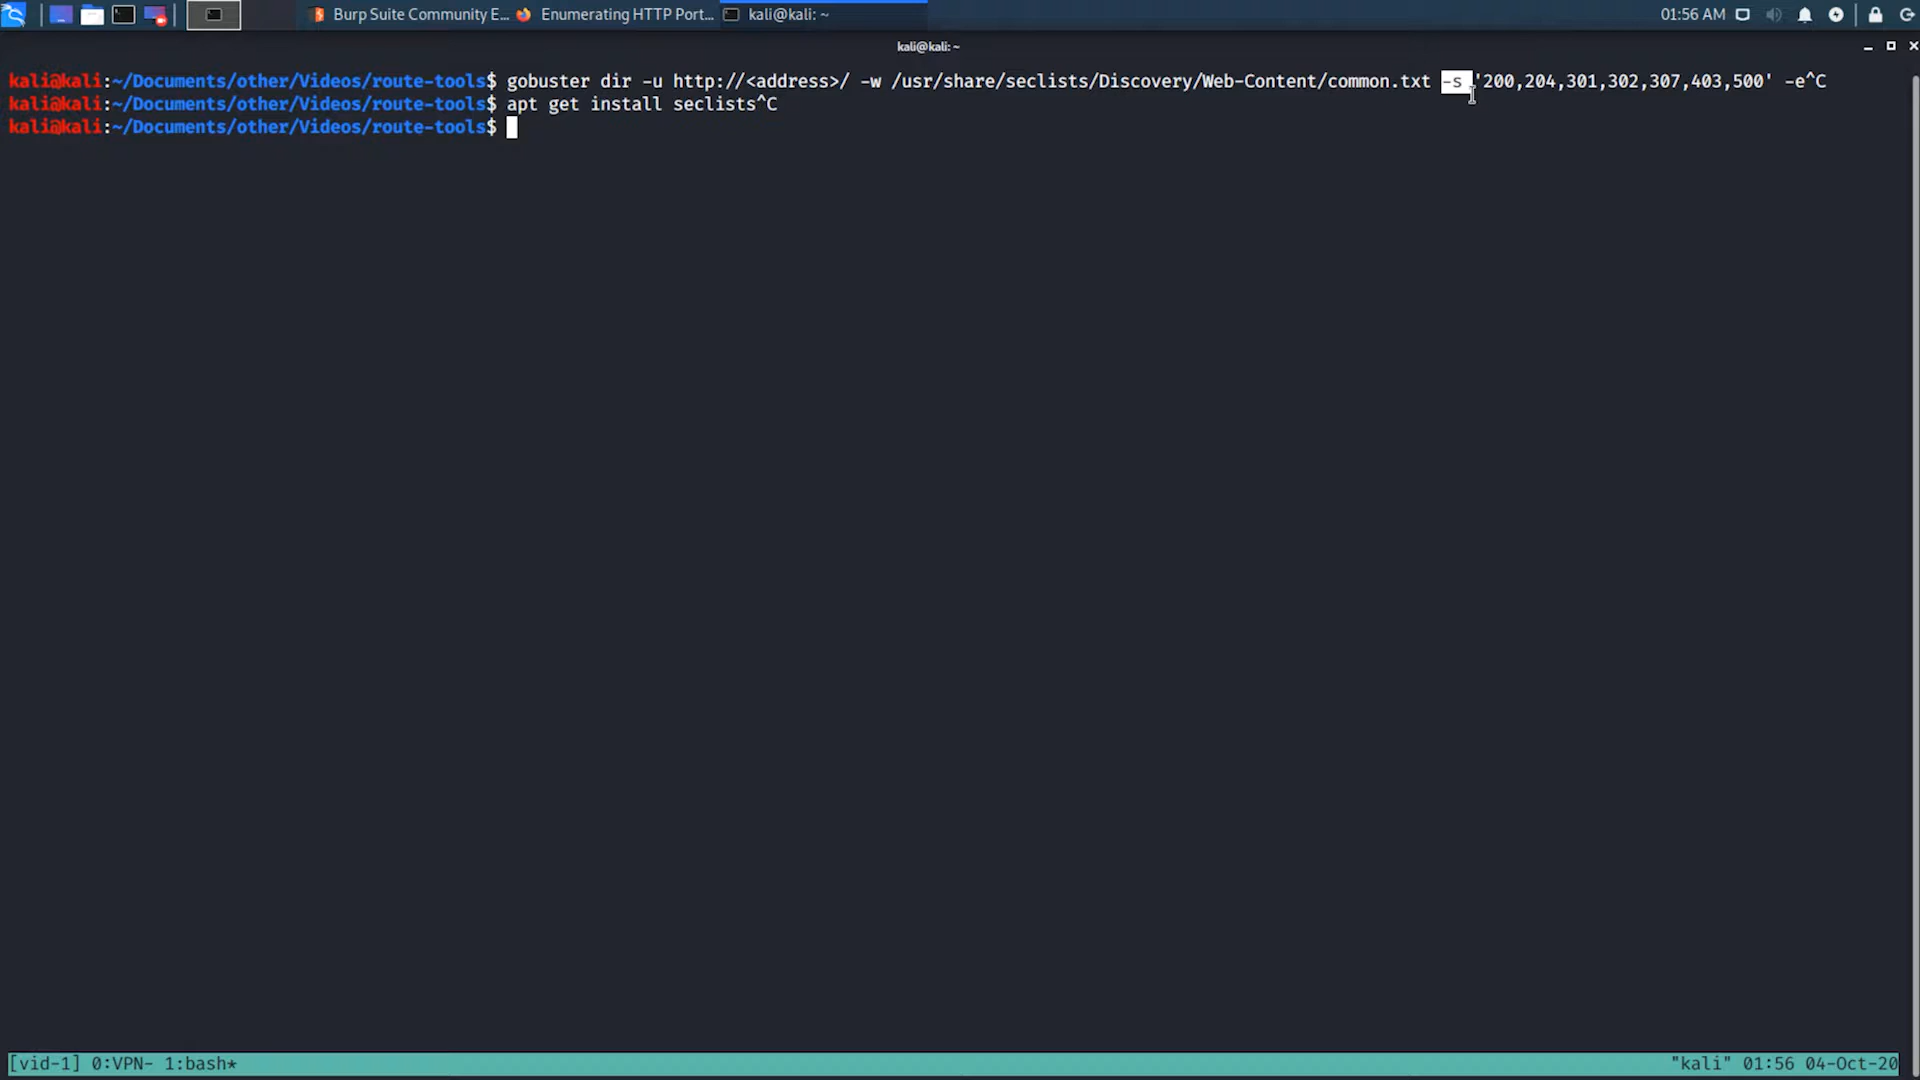 Burp Suite Community E... Enumerating HTTP Port... kali@kali: ~ 01:56 AM
kali@kali: ~
kali@kali:~/Documents/other/Videos/route-tools$ gobuster dir -u http://<address>/ -w /usr/share/seclists/Discovery/Web-Content/common.txt -s '200,204,301,302,307,403,500' -e^C
kali@kali:~/Documents/other/Videos/route-tools$ apt get install seclists^C
kali@kali:~/Documents/other/Videos/route-tools$
[vid-1] 0:VPN- 1:bash* "kali" 01:56 04-Oct-20